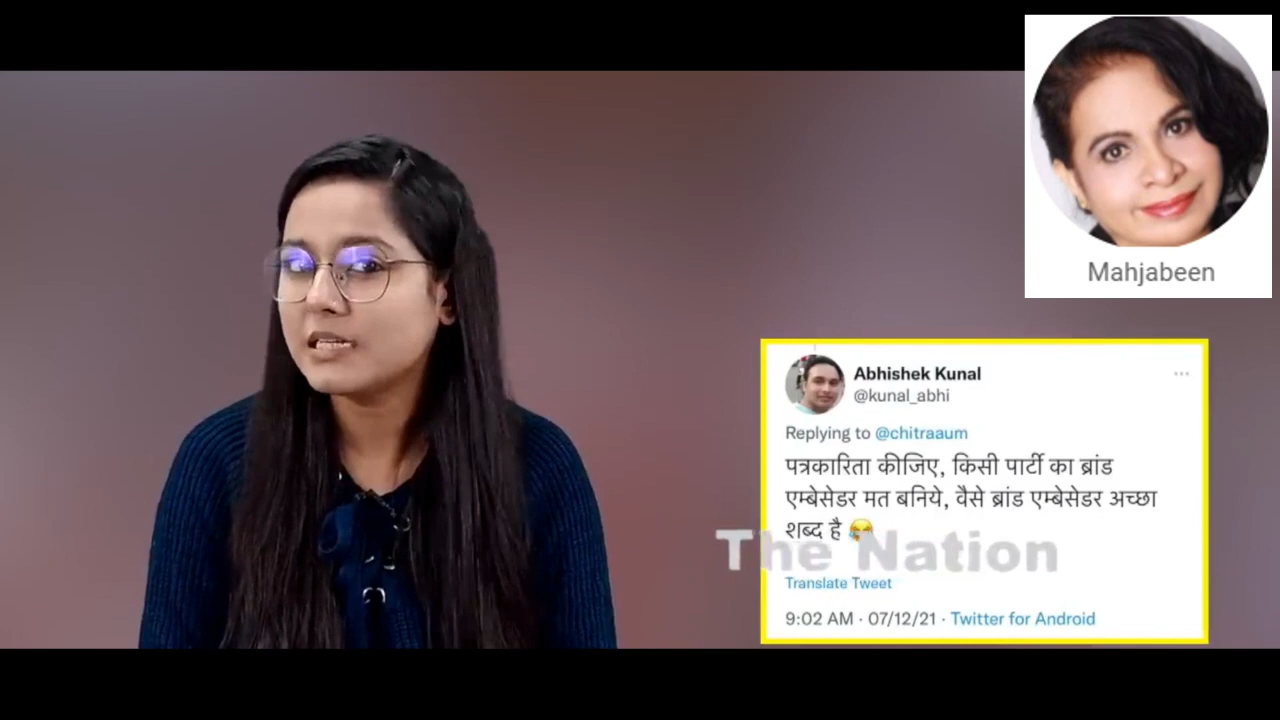 Mahjabeen
Abhishek Kunal
@kunal_abhi
Replying to @chitraaum
पत्रकारिता कीजिए, किसी पार्टी का ब्रांड
एम्बेसेडर मत बनिये, वैसे ब्रांड एम्बेसेडर अच्छा
शब्द है 😂
The Nation
Translate Tweet
9:02 AM · 07/12/21 · Twitter for Android